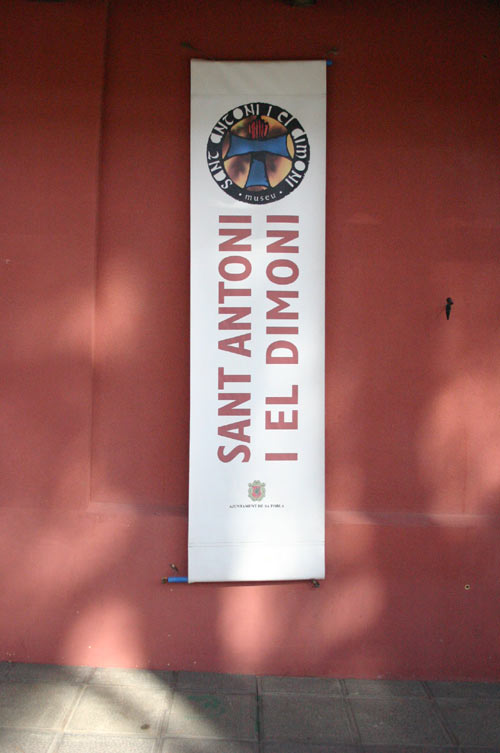 SANT ANTONI I EL DIMONI
museu
SANT ANTONI
I EL DIMONI
AJUNTAMENT DE SA POBLA